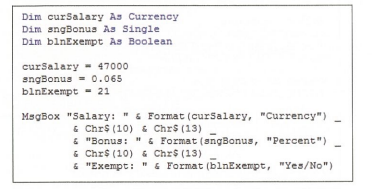 Dim curSalary As Currency
Dim sngBonus As Single
Dim blnExempt As Boolean
curSalary = 47000
sngBonus = 0.065
blnExempt = 21
MsgBox "Salary: " & Format(curSalary, "Currency") _
& Chr$(10) & Chr$(13) _
& "Bonus: " & Format(sngBonus, "Percent") _
& Chr$(10) & Chr$(13) _
& "Exempt: " & Format(blnExempt, "Yes/No")